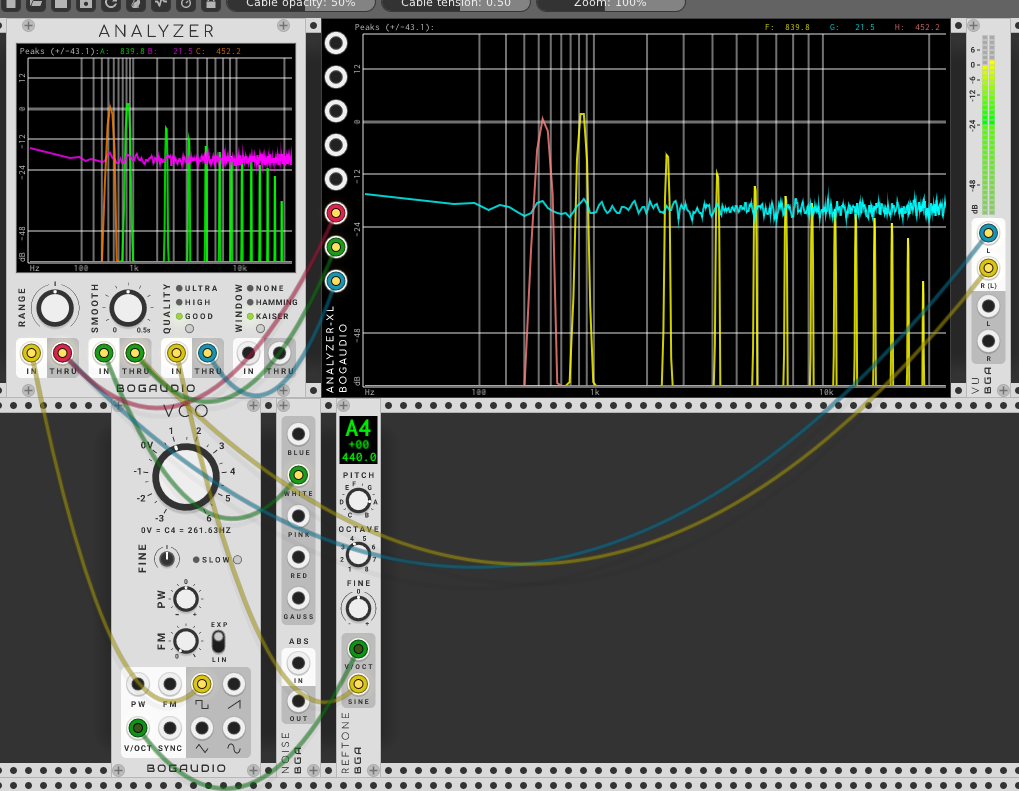 Cable opacity: 50%
Cable tension: 0.50
Zoom: 100%
ANALYZER
Peaks (+/-43.1):A: 839.8 B: 21.5 C: 452.2
12
0
-12
-24
-48
dB
Hz 100 1k 10k
RANGE
SMOOTH
0 0.5s
QUALITY
ULTRA
HIGH
GOOD
WINDOW
NONE
HAMMING
KAISER
IN THRU IN THRU IN THRU IN THRU
BOGAUDIO
Peaks (+/-43.1):
F: 839.8 G: 21.5 H: 452.2
12
0
-12
-24
-48
dB
Hz 100 1k 10k
ANALYZER-XL
BOGAUDIO
6
0
-6
-12
-24
-48
dB
L
R (L)
L
R
VU
BGA
VCO
0V 1 2 3 4 5 6
-1
-2
-3
0V = C4 = 261.63HZ
FINE
SLOW
PW
0
- +
FM
0
EXP
LIN
PW FM
V/OCT SYNC
BOGAUDIO
BLUE
WHITE
PINK
RED
GAUSS
ABS
IN
OUT
NOISE
BGA
A4
+00
440.0
PITCH
C D E F G A B
OCTAVE
1 2 3 4 5 6 7 8
FINE
0
- +
V/OCT
SINE
REFTONE
BGA